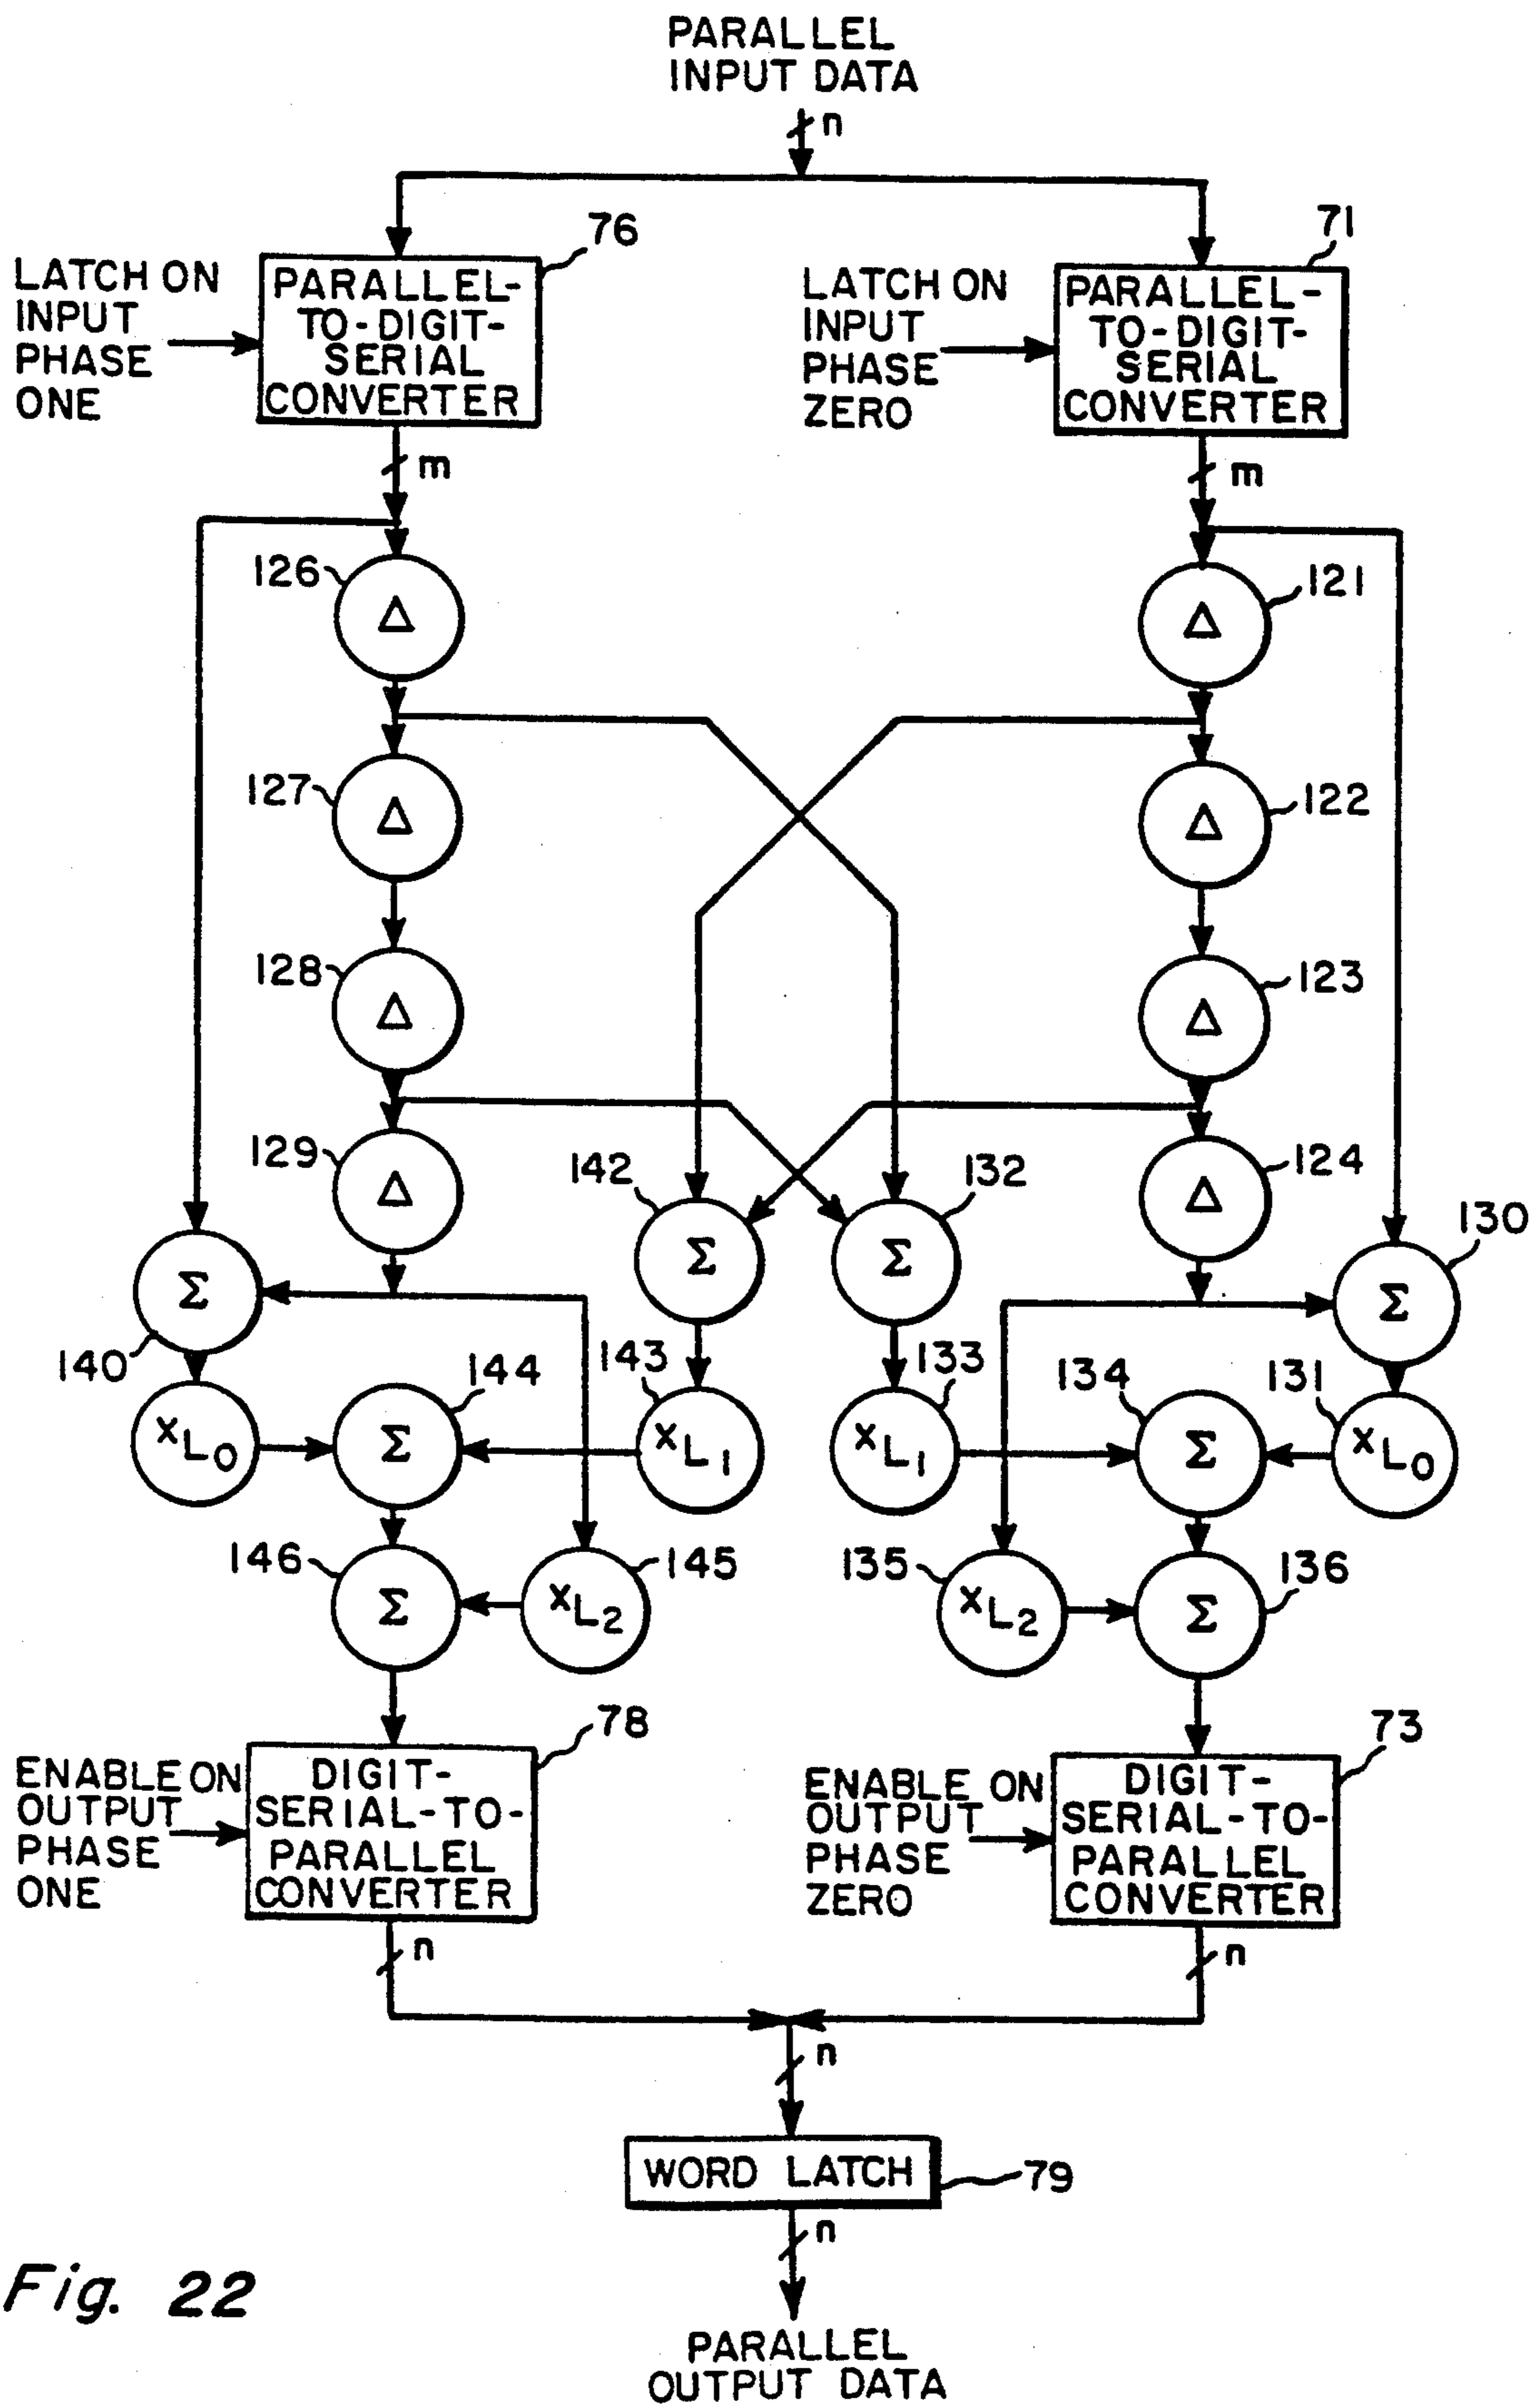 PARALLEL
INPUT DATA
n
76
71
LATCH ON
INPUT
PHASE
ONE
PARALLEL-
TO-DIGIT-
SERIAL
CONVERTER
LATCH ON
INPUT
PHASE
ZERO
PARALLEL-
TO-DIGIT-
SERIAL
CONVERTER
m
m
126
Δ
121
Δ
127
Δ
122
Δ
128
Δ
123
Δ
129
Δ
142
Σ
132
Σ
124
Δ
130
Σ
140
Σ
144
Σ
143
xL1
133
xL1
134
Σ
131
xL0
xL0
146
Σ
145
xL2
135
xL2
136
Σ
78
73
ENABLE ON
OUTPUT
PHASE
ONE
DIGIT-
SERIAL-TO-
PARALLEL
CONVERTER
ENABLE ON
OUTPUT
PHASE
ZERO
DIGIT-
SERIAL-TO-
PARALLEL
CONVERTER
n
n
n
WORD LATCH
79
n
Fig. 22
PARALLEL
OUTPUT DATA